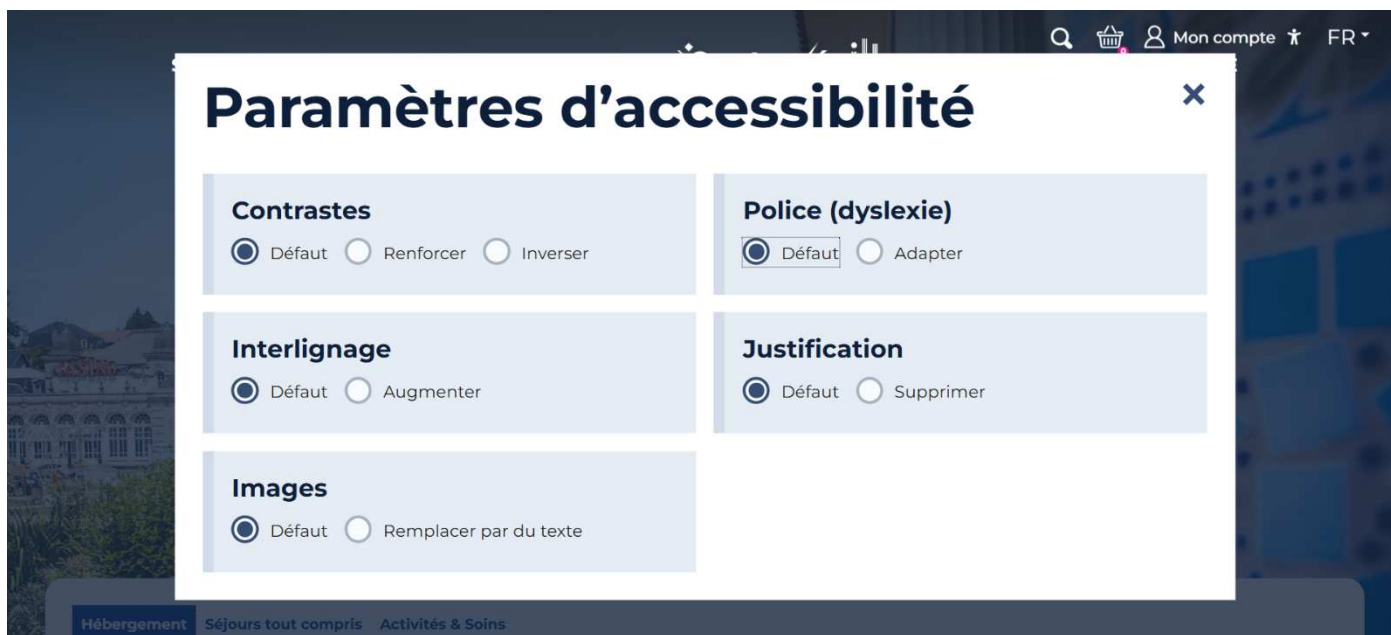 Mon compte
FR
0
Paramètres d’accessibilité
Contrastes
Défaut Renforcer Inverser
Police (dyslexie)
Défaut Adapter
Interlignage
Défaut Augmenter
Justification
Défaut Supprimer
Images
Défaut Remplacer par du texte
Hébergement Séjours tout compris Activités & Soins